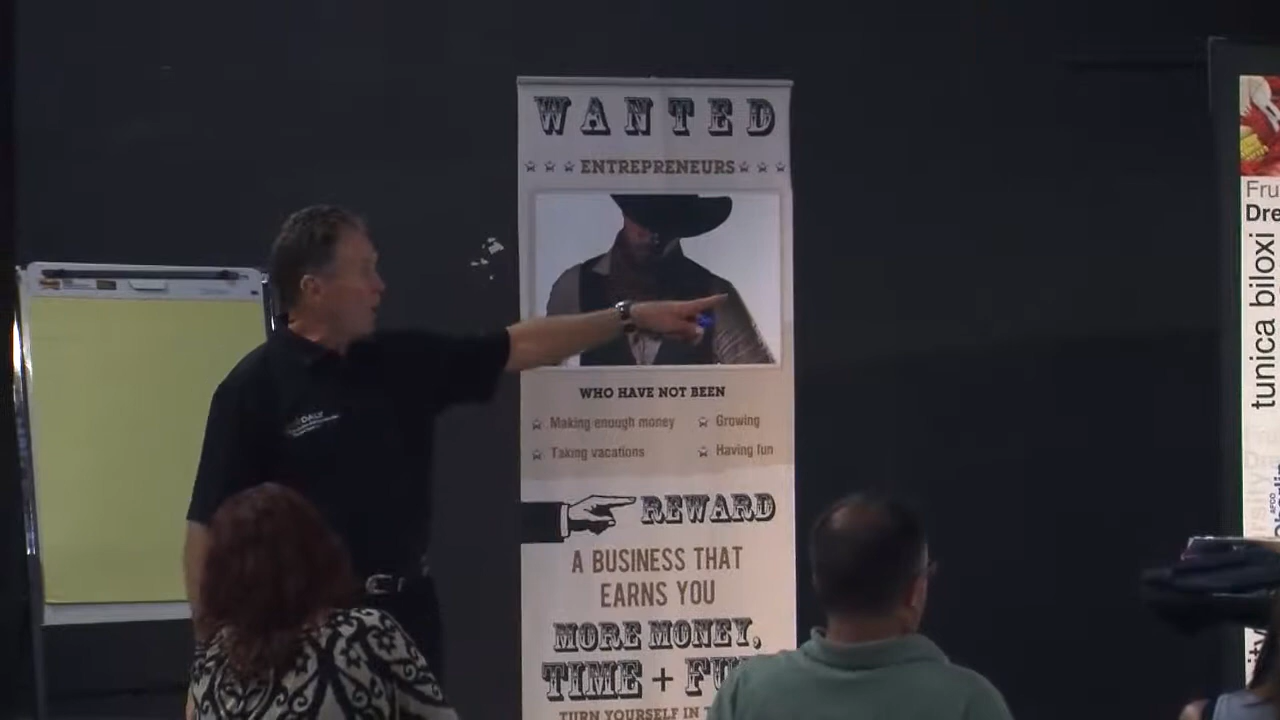 WANTED
ENTREPRENEURS
WHO HAVE NOT BEEN
Making enough money
Growing
Taking vacations
Having fun
REWARD
A BUSINESS THAT
EARNS YOU
MORE MONEY,
TIME + FU
TURN YOURSELF IN T
Fru
Dre
tunica biloxi